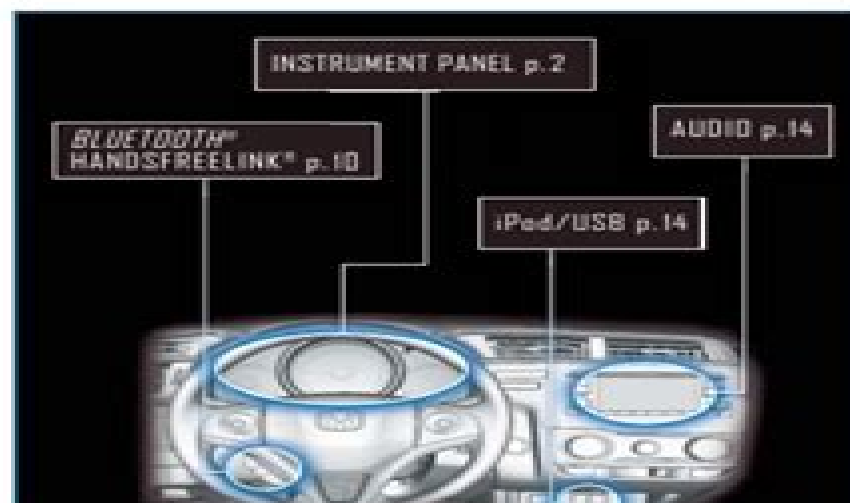 INSTRUMENT PANEL p.2
BLUETOOTH®
HANDSFREELINK® p.10
AUDIO p.14
iPod/USB p.14